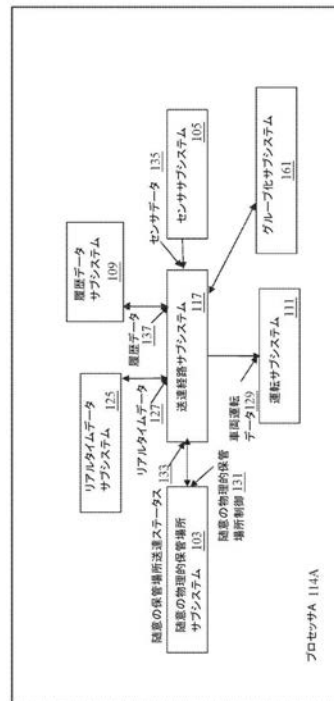 履歴データ
サブシステム
109
リアルタイムデータ
サブシステム
125
履歴データ
137
リアルタイムデータ
127
センサデータ 135
センササブシステム
105
送達経路サブシステム
117
随意の保管場所送達ステータス
133
随意の物理的保管場所
サブシステム
103
随意の物理的保管
場所制御 131
車両運転
データ129
運転サブシステム
111
グループ化サブシステム
161
プロセッサA 114A